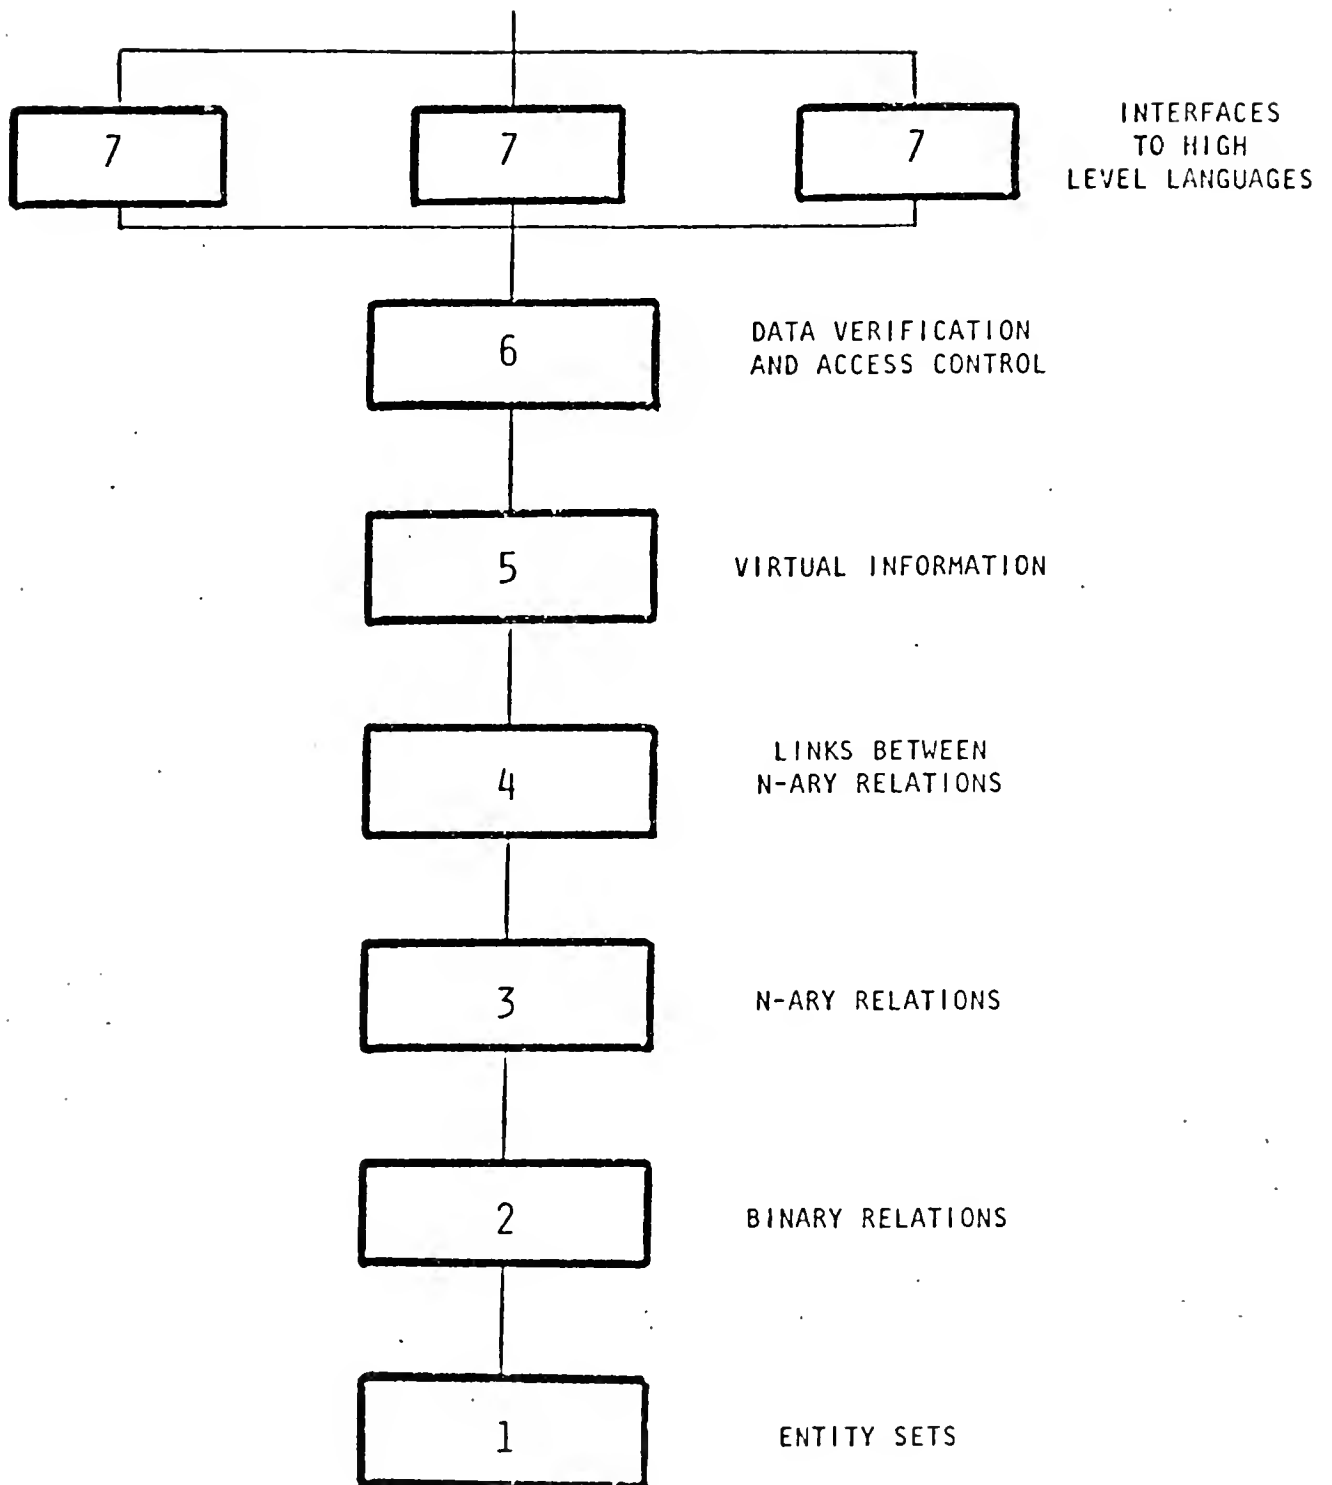 7
7
7
INTERFACES
TO HIGH
LEVEL LANGUAGES
6
DATA VERIFICATION
AND ACCESS CONTROL
5
VIRTUAL INFORMATION
4
LINKS BETWEEN
N-ARY RELATIONS
3
N-ARY RELATIONS
2
BINARY RELATIONS
1
ENTITY SETS